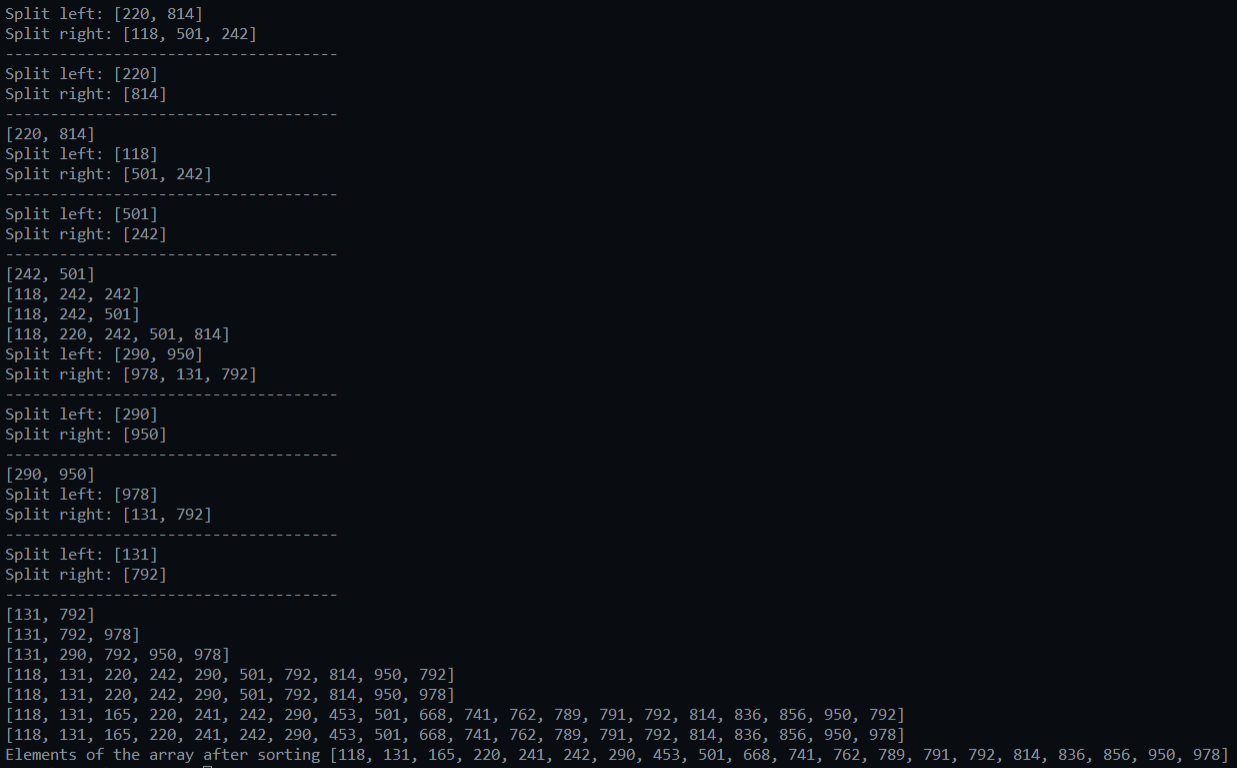 Split left: [220, 814]
Split right: [118, 501, 242]
-------------------------------------
Split left: [220]
Split right: [814]
-------------------------------------
[220, 814]
Split left: [118]
Split right: [501, 242]
-------------------------------------
Split left: [501]
Split right: [242]
-------------------------------------
[242, 501]
[118, 242, 242]
[118, 242, 501]
[118, 220, 242, 501, 814]
Split left: [290, 950]
Split right: [978, 131, 792]
-------------------------------------
Split left: [290]
Split right: [950]
-------------------------------------
[290, 950]
Split left: [978]
Split right: [131, 792]
-------------------------------------
Split left: [131]
Split right: [792]
-------------------------------------
[131, 792]
[131, 792, 978]
[131, 290, 792, 950, 978]
[118, 131, 220, 242, 290, 501, 792, 814, 950, 792]
[118, 131, 220, 242, 290, 501, 792, 814, 950, 978]
[118, 131, 165, 220, 241, 242, 290, 453, 501, 668, 741, 762, 789, 791, 792, 814, 836, 856, 950, 792]
[118, 131, 165, 220, 241, 242, 290, 453, 501, 668, 741, 762, 789, 791, 792, 814, 836, 856, 950, 978]
Elements of the array after sorting [118, 131, 165, 220, 241, 242, 290, 453, 501, 668, 741, 762, 789, 791, 792, 814, 836, 856, 950, 978]